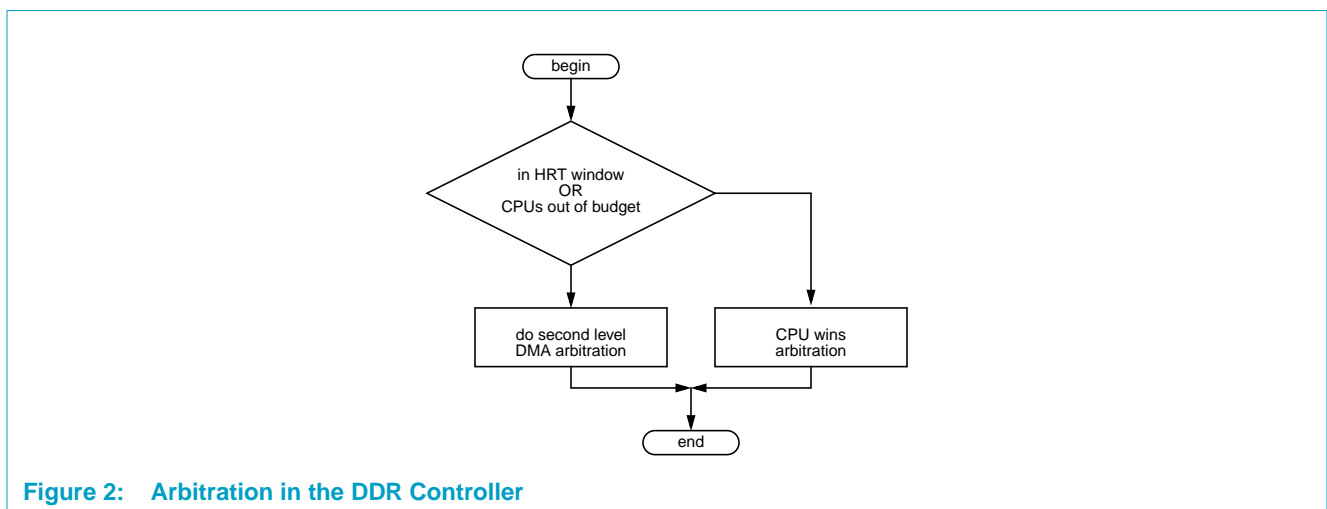 begin
in HRT window
OR
CPUs out of budget
do second level
DMA arbitration
CPU wins
arbitration
end
Figure 2: Arbitration in the DDR Controller